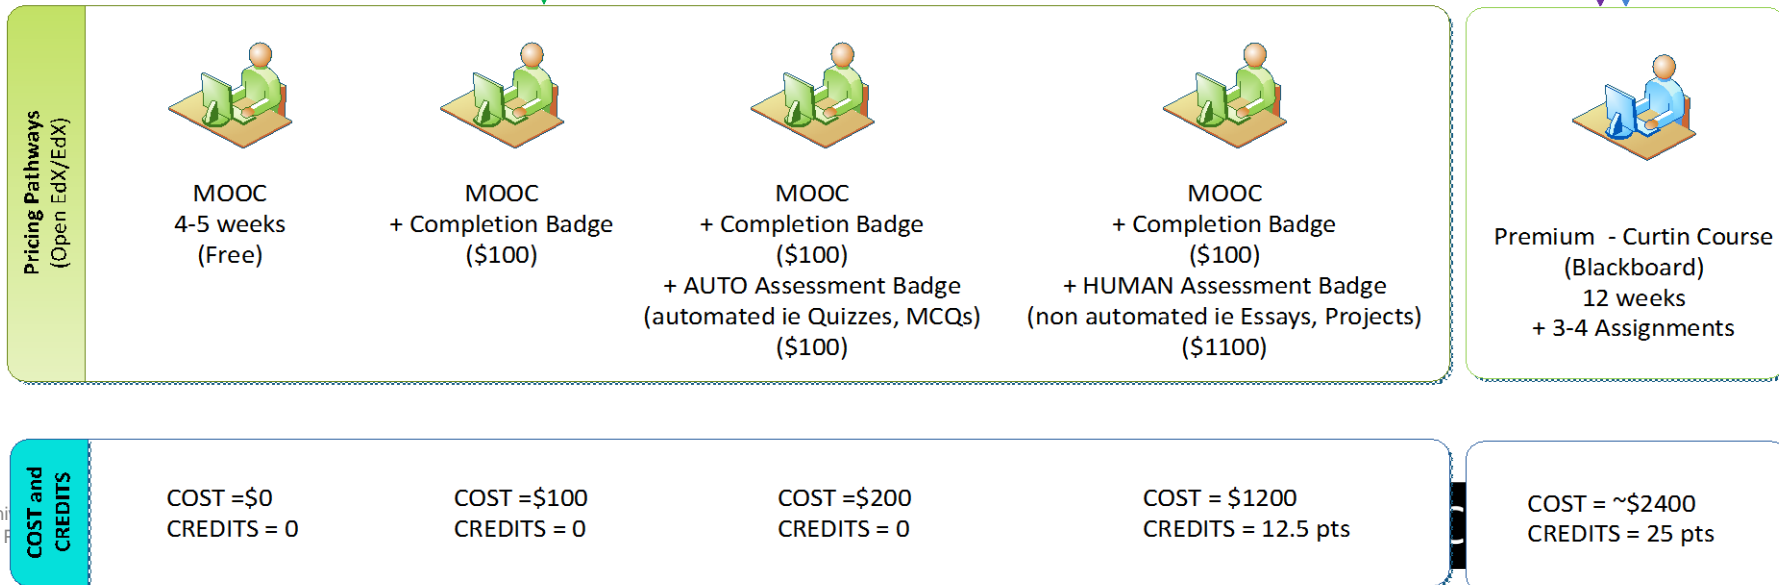 Pricing Pathways
(Open EdX/EdX)
MOOC
4-5 weeks
(Free)
MOOC
+ Completion Badge
($100)
MOOC
+ Completion Badge
($100)
+ AUTO Assessment Badge
(automated ie Quizzes, MCQs)
($100)
MOOC
+ Completion Badge
($100)
+ HUMAN Assessment Badge
(non automated ie Essays, Projects)
($1100)
Premium - Curtin Course
(Blackboard)
12 weeks
+ 3-4 Assignments
COST and
CREDITS
COST =$0
CREDITS = 0
COST =$100
CREDITS = 0
COST =$200
CREDITS = 0
COST = $1200
CREDITS = 12.5 pts
COST = ~$2400
CREDITS = 25 pts